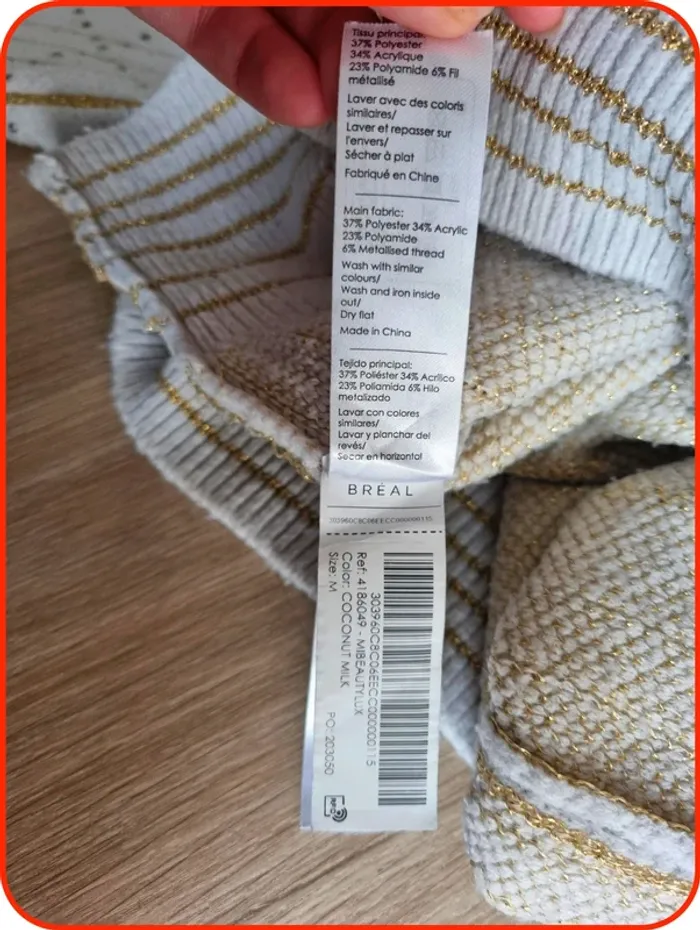 Tissu principal:
37% Polyester
34% Acrylique
23% Polyamide 6% Fil
métallisé
Laver avec des coloris
similaires/
Laver et repasser sur
l'envers/
Sécher à plat
Fabriqué en Chine
Main fabric:
37% Polyester 34% Acrylic
23% Polyamide
6% Metallised thread
Wash with similar
colours/
Wash and iron inside
out/
Dry flat
Made in China
Tejido principal:
37% Poliéster 34% Acrílico
23% Poliamida 6% Hilo
metalizado
Lavar con colores
similares/
Lavar y planchar del
revés/
Secar en horizontal
BRÉAL
303960C8C06EECC000000115
303960C8C06EECC000000115
Ref: 4186049 - MIBEAUTYLUX
Color: COCONUT MILK
Size: M
PO: 203050
RFID